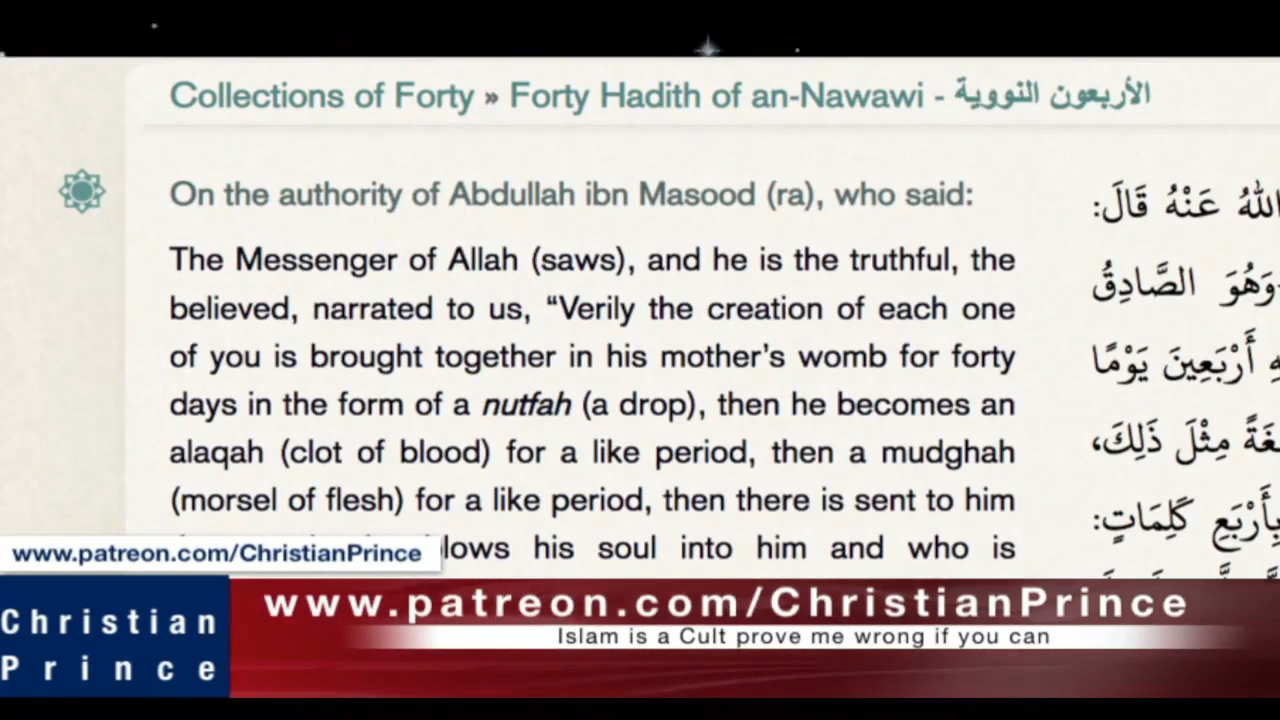 Collections of Forty » Forty Hadith of an-Nawawi - الأربعون النووية
On the authority of Abdullah ibn Masood (ra), who said:
The Messenger of Allah (saws), and he is the truthful, the
believed, narrated to us, “Verily the creation of each one
of you is brought together in his mother’s womb for forty
days in the form of a nutfah (a drop), then he becomes an
alaqah (clot of blood) for a like period, then a mudghah
(morsel of flesh) for a like period, then there is sent to him
his soul into him and who is
اللهُ عَنْهُ قَالَ:
وَهُوَ الصَّادِقُ
أَرْبَعِينَ يَوْمًا
مِثْلَ ذَلِكَ،
بِأَرْبَعِ كَلِمَاتٍ:
www.patreon.com/ChristianPrince
Christian
Prince
www.patreon.com/ChristianPrince
Islam is a Cult prove me wrong if you can